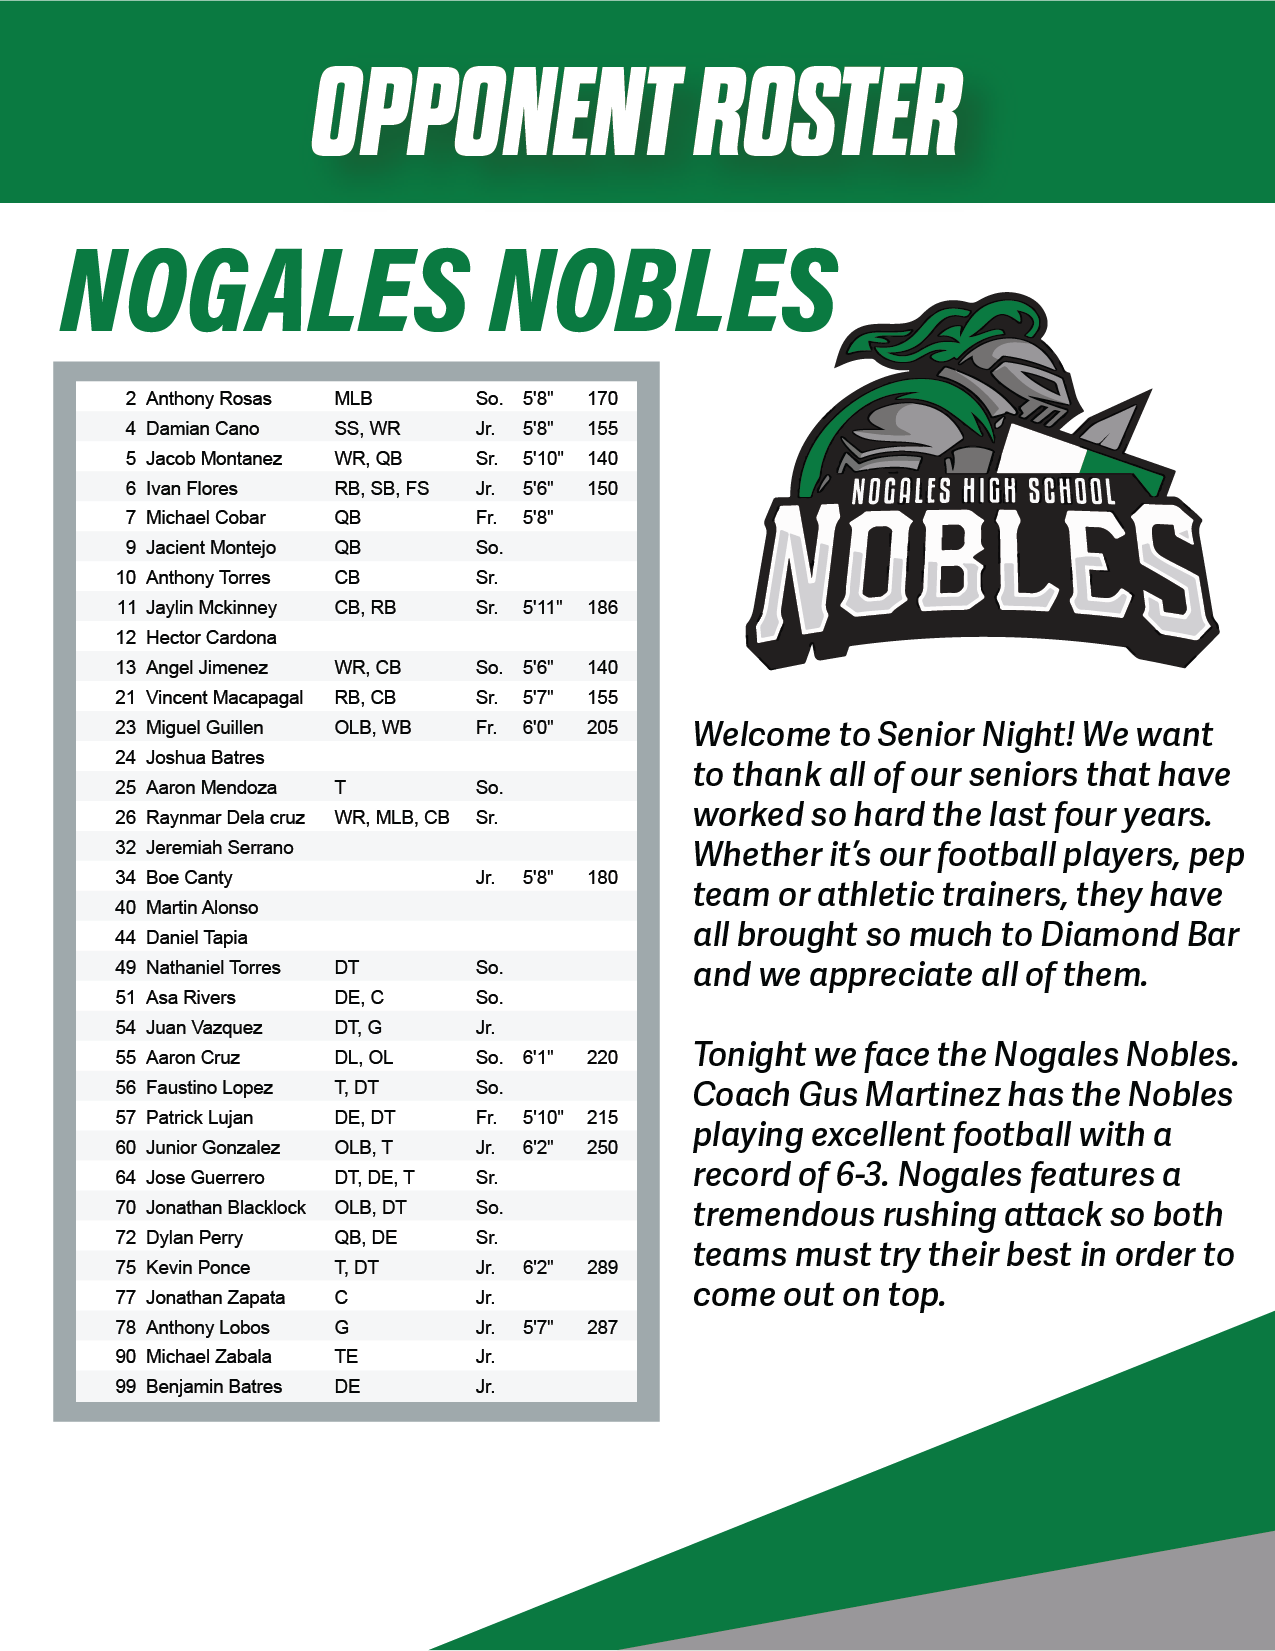 OPPONENT ROSTER
NOGALES NOBLES
2 Anthony Rosas MLB So. 5'8" 170
4 Damian Cano SS, WR Jr. 5'8" 155
5 Jacob Montanez WR, QB Sr. 5'10" 140
6 Ivan Flores RB, SB, FS Jr. 5'6" 150
7 Michael Cobar QB Fr. 5'8"
9 Jacient Montejo QB So.
10 Anthony Torres CB Sr.
11 Jaylin Mckinney CB, RB Sr. 5'11" 186
12 Hector Cardona
13 Angel Jimenez WR, CB So. 5'6" 140
21 Vincent Macapagal RB, CB Sr. 5'7" 155
23 Miguel Guillen OLB, WB Fr. 6'0" 205
24 Joshua Batres
25 Aaron Mendoza T So.
26 Raynmar Dela cruz WR, MLB, CB Sr.
32 Jeremiah Serrano
34 Boe Canty Jr. 5'8" 180
40 Martin Alonso
44 Daniel Tapia
49 Nathaniel Torres DT So.
51 Asa Rivers DE, C So.
54 Juan Vazquez DT, G Jr.
55 Aaron Cruz DL, OL So. 6'1" 220
56 Faustino Lopez T, DT So.
57 Patrick Lujan DE, DT Fr. 5'10" 215
60 Junior Gonzalez OLB, T Jr. 6'2" 250
64 Jose Guerrero DT, DE, T Sr.
70 Jonathan Blacklock OLB, DT So.
72 Dylan Perry QB, DE Sr.
75 Kevin Ponce T, DT Jr. 6'2" 289
77 Jonathan Zapata C Jr.
78 Anthony Lobos G Jr. 5'7" 287
90 Michael Zabala TE Jr.
99 Benjamin Batres DE Jr.
NOGALES HIGH SCHOOL
NOBLES
Welcome to Senior Night! We want
to thank all of our seniors that have
worked so hard the last four years.
Whether it's our football players, pep
team or athletic trainers, they have
all brought so much to Diamond Bar
and we appreciate all of them.
Tonight we face the Nogales Nobles.
Coach Gus Martinez has the Nobles
playing excellent football with a
record of 6-3. Nogales features a
tremendous rushing attack so both
teams must try their best in order to
come out on top.